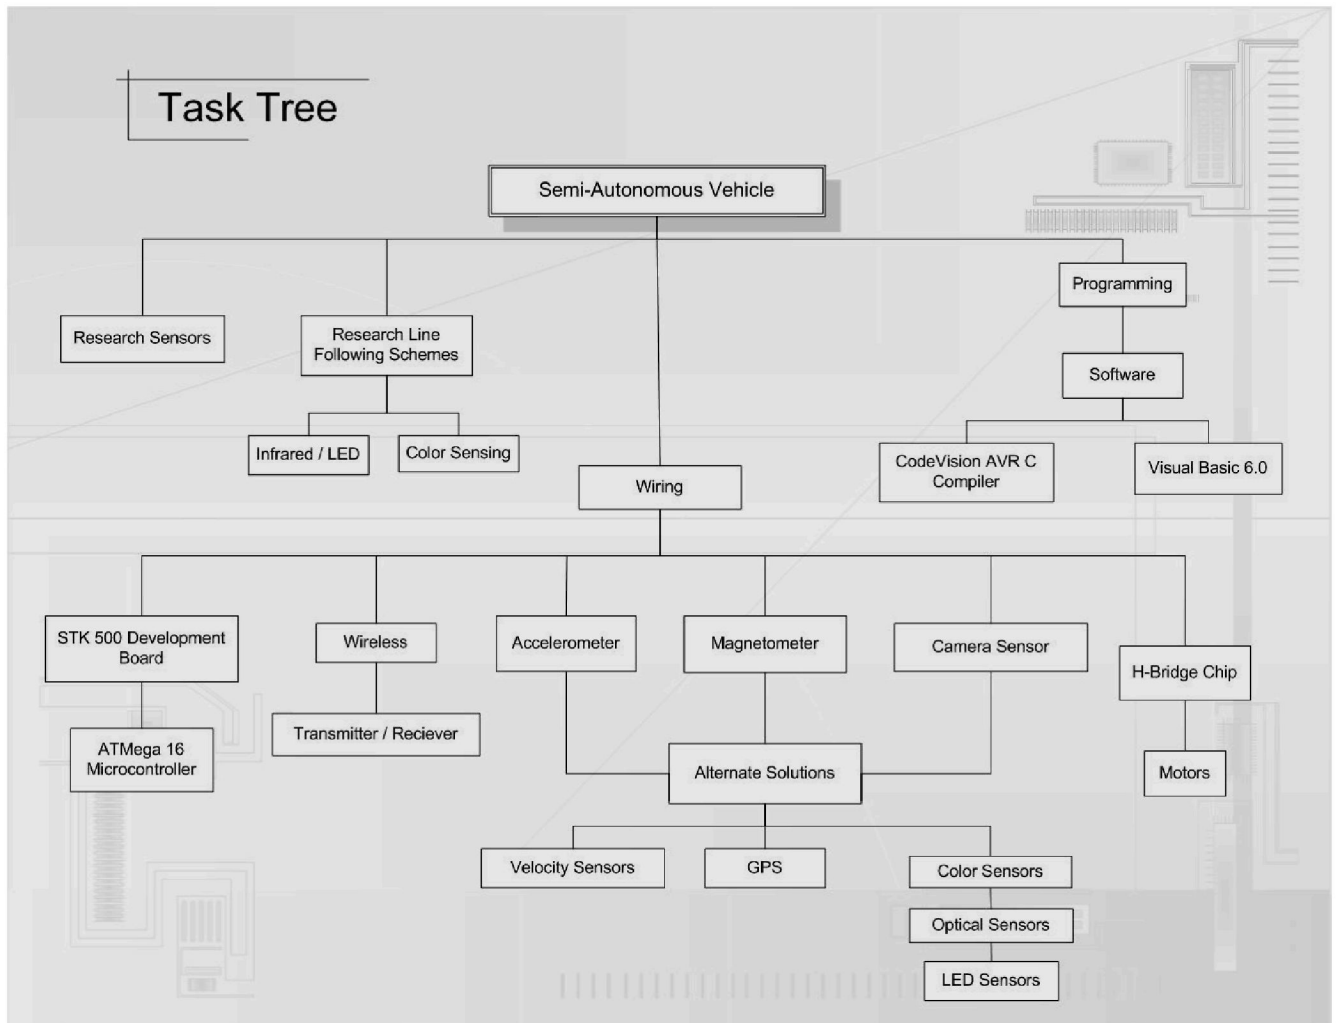 Task Tree
Semi-Autonomous Vehicle
Programming
Research Sensors
Research Line
Following Schemes
Software
Infrared / LED
Color Sensing
CodeVision AVR C
Compiler
Visual Basic 6.0
Wiring
STK 500 Development
Board
Wireless
Accelerometer
Magnetometer
Camera Sensor
H-Bridge Chip
ATMega 16
Microcontroller
Transmitter / Reciever
Alternate Solutions
Motors
Velocity Sensors
GPS
Color Sensors
Optical Sensors
LED Sensors